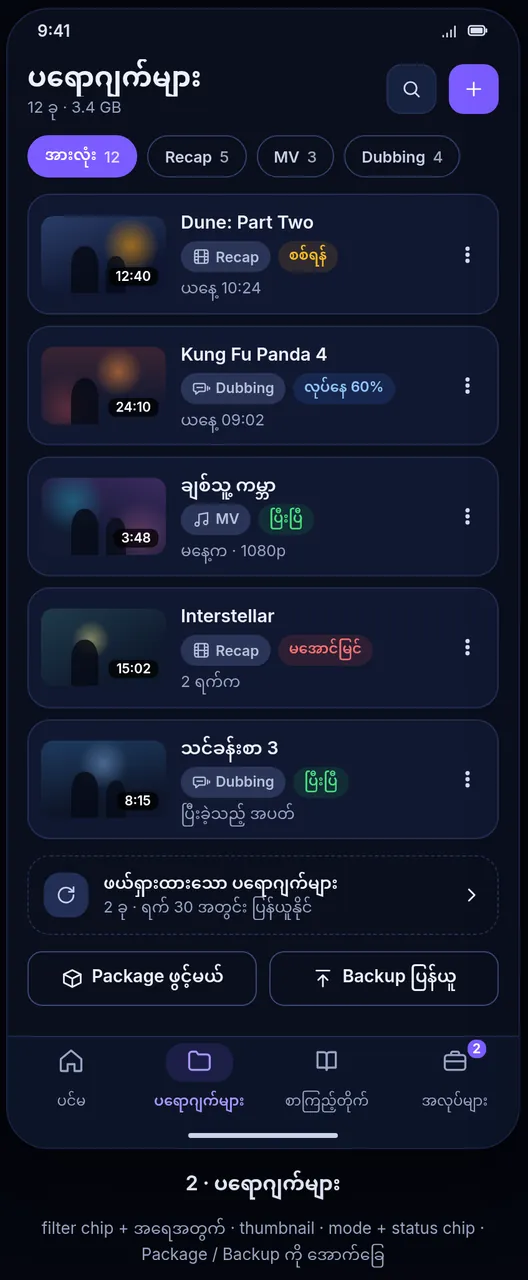 9:41
ပရောဂျက်များ
12 ခု · 3.4 GB
အားလုံး 12
Recap 5
MV 3
Dubbing 4
Dune: Part Two
Recap
စစ်ရန်
12:40
ယနေ့ 10:24
Kung Fu Panda 4
Dubbing
လုပ်နေ 60%
24:10
ယနေ့ 09:02
ချစ်သူ့ ကမ္ဘာ
MV
ပြီးပြီ
3:48
မနေ့က · 1080p
Interstellar
Recap
မအောင်မြင်
15:02
2 ရက်က
သင်ခန်းစာ 3
Dubbing
ပြီးပြီ
8:15
ပြီးခဲ့သည့် အပတ်
ဖယ်ရှားထားသော ပရောဂျက်များ
2 ခု · ရက် 30 အတွင်း ပြန်ယူနိုင်
Package ဖွင့်မယ်
Backup ပြန်ယူ
2
ပင်မ
ပရောဂျက်များ
စာကြည့်တိုက်
အလုပ်များ
2 · ပရောဂျက်များ
filter chip + အရေအတွက် · thumbnail · mode + status chip ·
Package / Backup ကို အောက်ခြေ